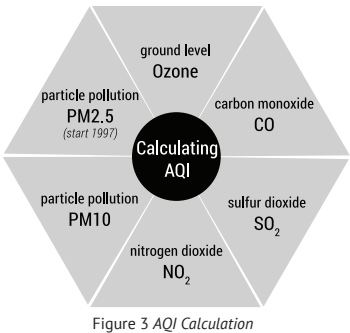 ground level
Ozone
carbon monoxide
CO
sulfur dioxide
SO₂
nitrogen dioxide
NO₂
particle pollution
PM10
particle pollution
PM2.5
(start 1997)
Calculating
AQI
Figure 3 AQI Calculation